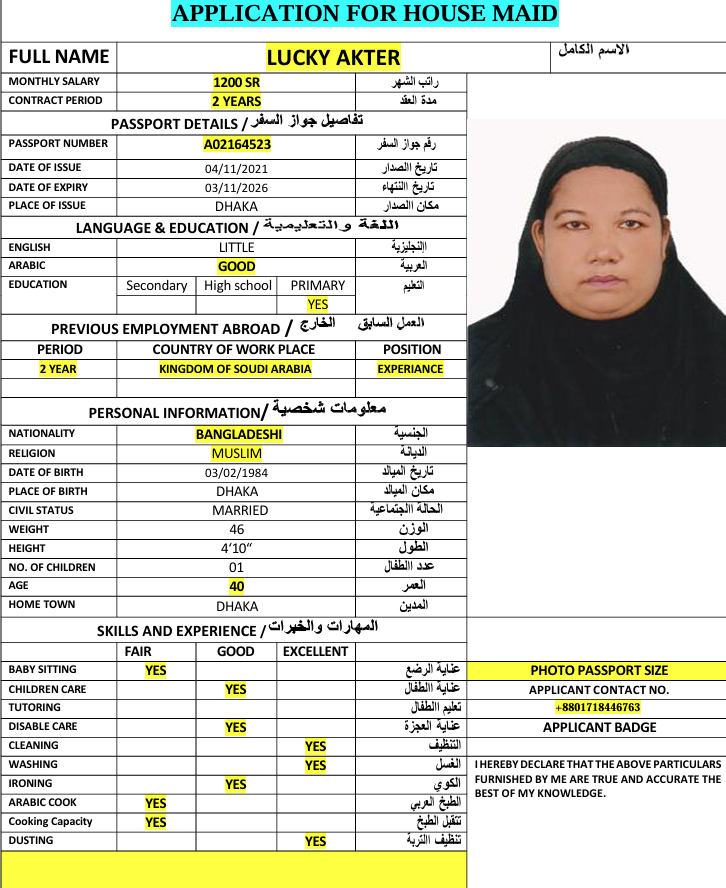 APPLICATION FOR HOUSE MAID
FULL NAME LUCKY AKTER الاسم الكامل
MONTHLY SALARY 1200 SR راتب الشهر
CONTRACT PERIOD 2 YEARS مدة العقد
PASSPORT DETAILS / تفاصيل جواز السفر
PASSPORT NUMBER A02164523 رقم جواز السفر
DATE OF ISSUE 04/11/2021 تاريخ االصدار
DATE OF EXPIRY 03/11/2026 تاريخ االنتهاء
PLACE OF ISSUE DHAKA مكان االصدار
LANGUAGE & EDUCATION / اللغة والتعليمية
ENGLISH LITTLE اإلنجليزية
ARABIC GOOD العربية
EDUCATION Secondary High school PRIMARY التعليم
YES
PREVIOUS EMPLOYMENT ABROAD / العمل السابق الخارج
PERIOD COUNTRY OF WORK PLACE POSITION
2 YEAR KINGDOM OF SOUDI ARABIA EXPERIANCE
PERSONAL INFORMATION/ معلومات شخصية
NATIONALITY BANGLADESHI الجنسية
RELIGION MUSLIM الديانة
DATE OF BIRTH 03/02/1984 تاريخ الميالد
PLACE OF BIRTH DHAKA مكان الميالد
CIVIL STATUS MARRIED الحالة االجتماعية
WEIGHT 46 الوزن
HEIGHT 4‘10“ الطول
NO. OF CHILDREN 01 عدد االطفال
AGE 40 العمر
HOME TOWN DHAKA المدين
SKILLS AND EXPERIENCE / المهارات والخبرات
FAIR GOOD EXCELLENT
BABY SITTING YES عناية الرضع
CHILDREN CARE YES عناية االطفال
TUTORING تعليم االطفال
DISABLE CARE YES عناية العجزة
CLEANING YES التنظيف
WASHING YES الغسل
IRONING YES الكوي
ARABIC COOK YES الطبخ العربي
Cooking Capacity YES تتقبل الطبخ
DUSTING YES تنظيف االتربة
PHOTO PASSPORT SIZE
APPLICANT CONTACT NO.
+8801718446763
APPLICANT BADGE
I HEREBY DECLARE THAT THE ABOVE PARTICULARS
FURNISHED BY ME ARE TRUE AND ACCURATE THE
BEST OF MY KNOWLEDGE.